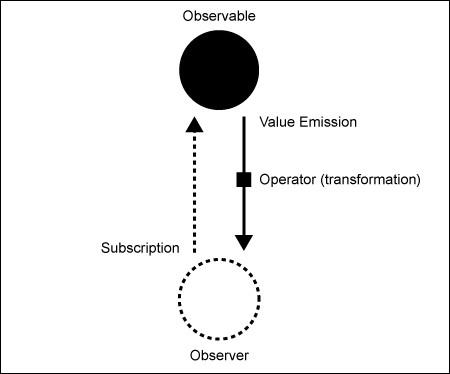 Observable
Value Emission
Operator (transformation)
Subscription
Observer